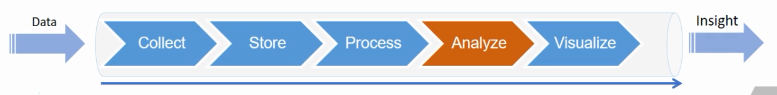 Data
Collect
Store
Process
Analyze
Visualize
Insight